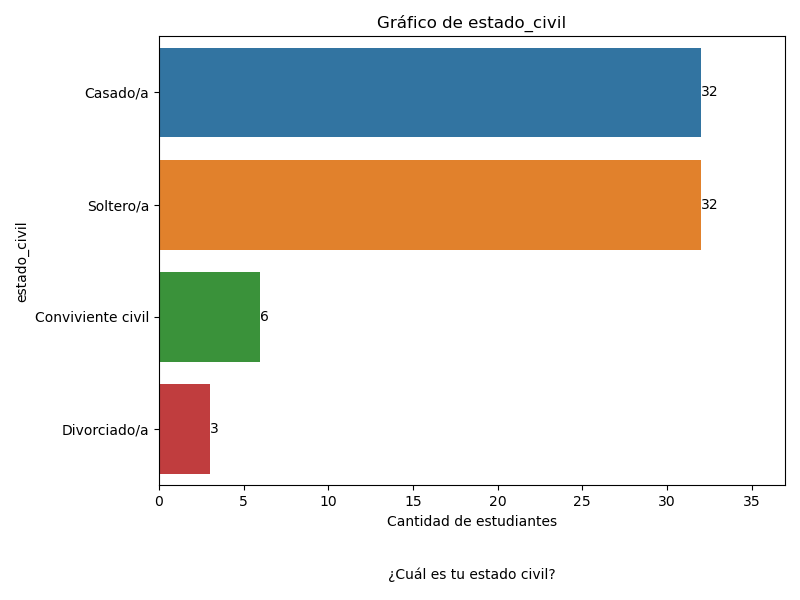 Gráfico de estado_civil
estado_civil
Casado/a
32
Soltero/a
32
Conviviente civil
6
Divorciado/a
3
0 5 10 15 20 25 30 35
Cantidad de estudiantes
¿Cuál es tu estado civil?